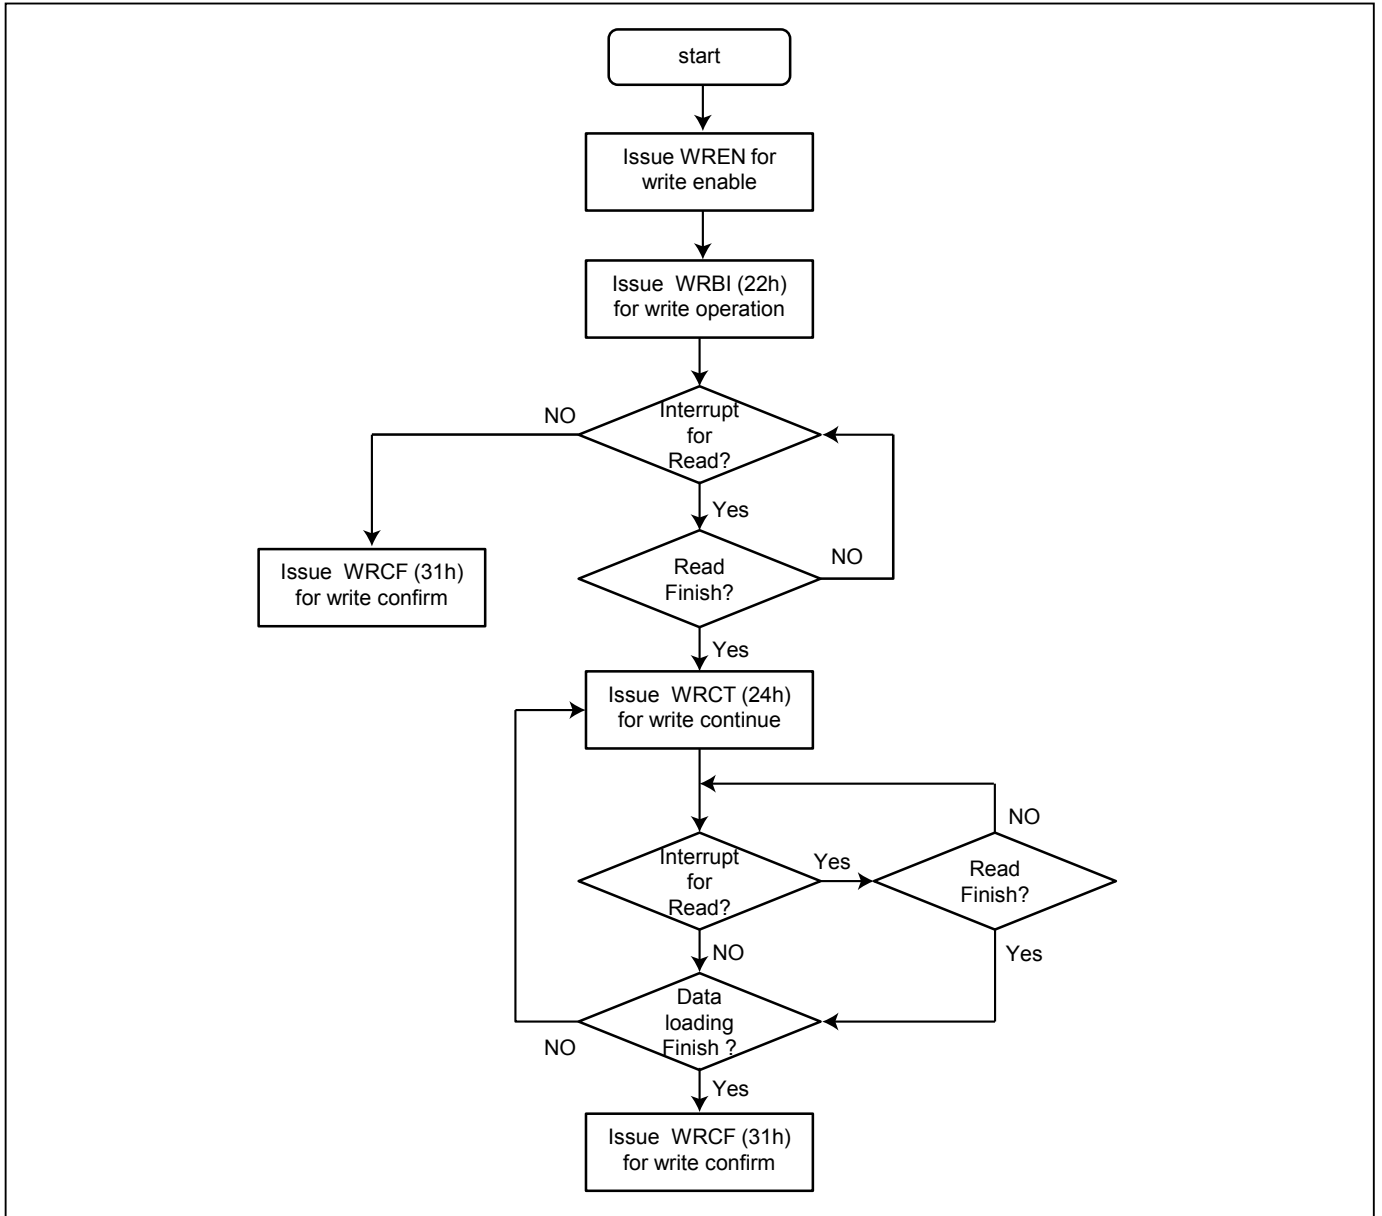 start
Issue WREN for
write enable
Issue WRBI (22h)
for write operation
Interrupt
for
Read?
NO
Yes
Issue WRCF (31h)
for write confirm
Read
Finish?
NO
Yes
Issue WRCT (24h)
for write continue
Interrupt
for
Read?
Yes
Read
Finish?
NO
Yes
NO
Data
loading
Finish ?
NO
Yes
Issue WRCF (31h)
for write confirm